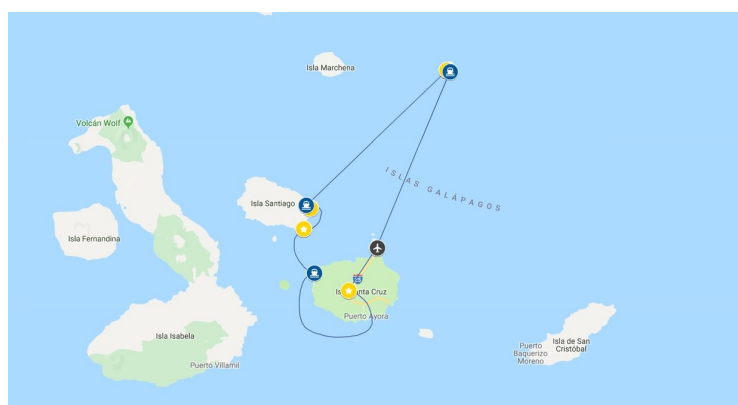 Isla Marchena
Volcán Wolf
ISLAS GALÁPAGOS
Isla Santiago
Isla Fernandina
Isla Santa Cruz
Puerto Ayora
Isla Isabela
Puerto Villamil
Puerto
Baquerizo
Moreno
Isla de San
Cristóbal